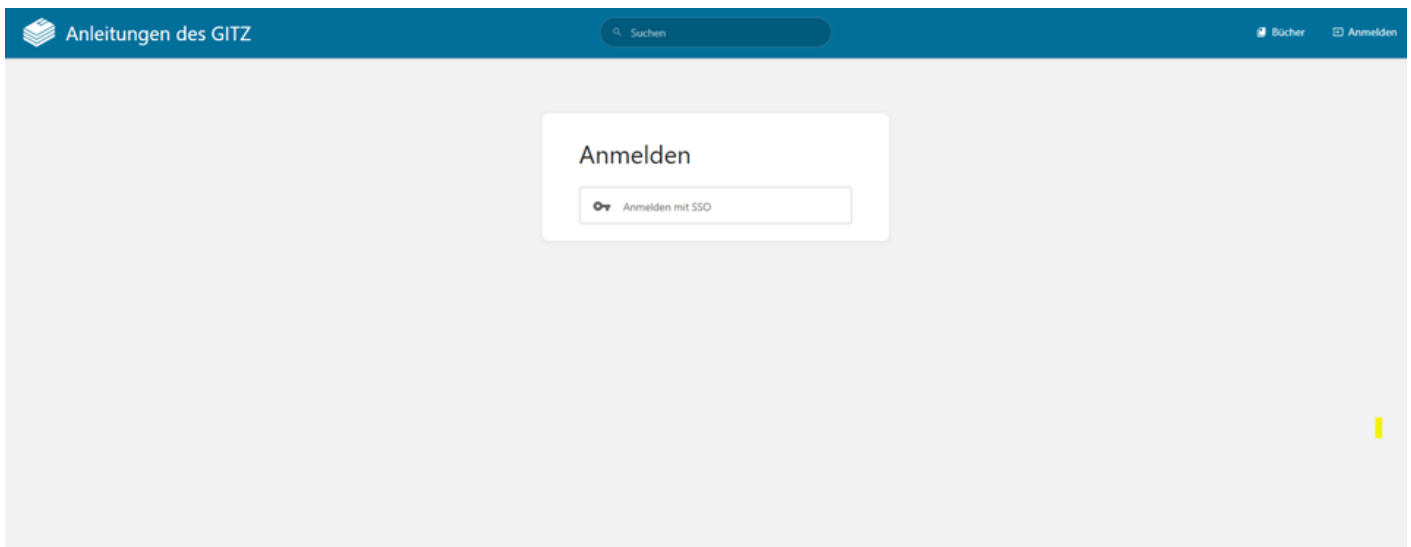 Anleitungen des GITZ
Suchen
Bücher
Anmelden
Anmelden
Anmelden mit SSO